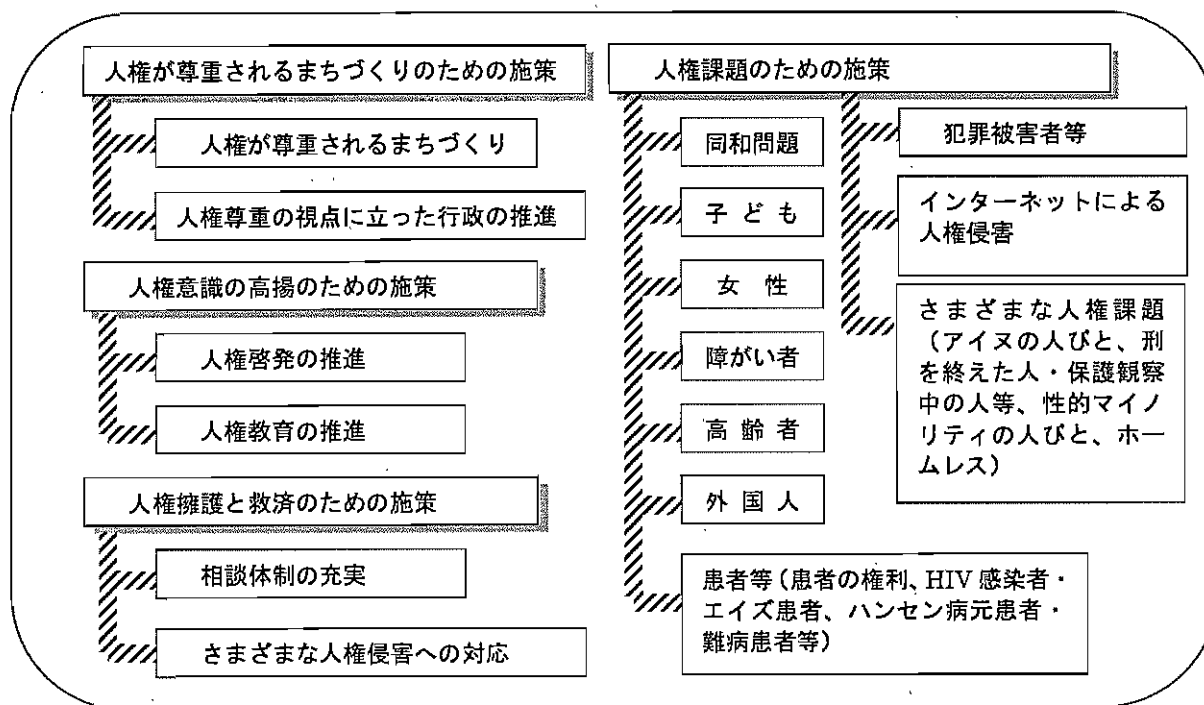 人権が尊重されるまちづくりのための施策
人権が尊重されるまちづくり
人権尊重の視点に立った行政の推進
人権意識の高揚のための施策
人権啓発の推進
人権教育の推進
人権擁護と救済のための施策
相談体制の充実
さまざまな人権侵害への対応
人権課題のための施策
同和問題
子ども
女性
障がい者
高齢者
外国人
患者等（患者の権利、HIV 感染者・
エイズ患者、ハンセン病元患者・
難病患者等）
犯罪被害者等
インターネットによる
人権侵害
さまざまな人権課題
（アイヌの人びと、刑
を終えた人・保護観察
中の人等、性的マイノ
リティの人びと、ホー
ムレス）